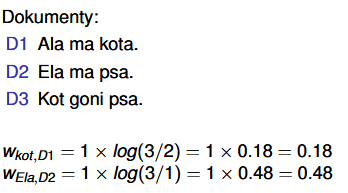 Dokumenty:
D1 Ala ma kota.
D2 Ela ma psa.
D3 Kot goni psa.
w_{kot,D1} = 1 × log(3/2) = 1 × 0.18 = 0.18
w_{Ela,D2} = 1 × log(3/1) = 1 × 0.48 = 0.48